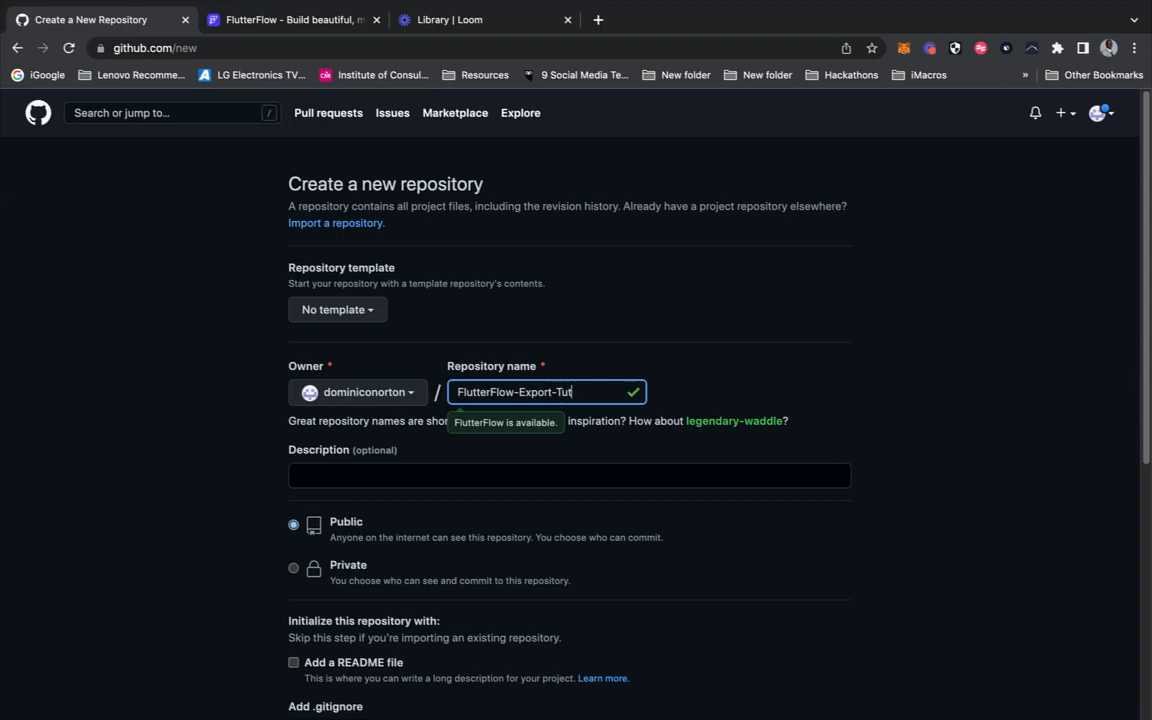 Create a New Repository
FlutterFlow - Build beautiful, m
Library | Loom
github.com/new
iGoogle
Lenovo Recomme...
LG Electronics TV...
Institute of Consul...
Resources
9 Social Media Te...
New folder
New folder
Hackathons
iMacros
»
Other Bookmarks
Search or jump to...
/
Pull requests
Issues
Marketplace
Explore
Create a new repository
A repository contains all project files, including the revision history. Already have a project repository elsewhere?
Import a repository.
Repository template
Start your repository with a template repository's contents.
No template
Owner *
Repository name *
dominiconorton
/
FlutterFlow-Export-Tut
Great repository names are shor
FlutterFlow is available.
inspiration? How about legendary-waddle?
Description (optional)
Public
Anyone on the internet can see this repository. You choose who can commit.
Private
You choose who can see and commit to this repository.
Initialize this repository with:
Skip this step if you're importing an existing repository.
Add a README file
This is where you can write a long description for your project. Learn more.
Add .gitignore